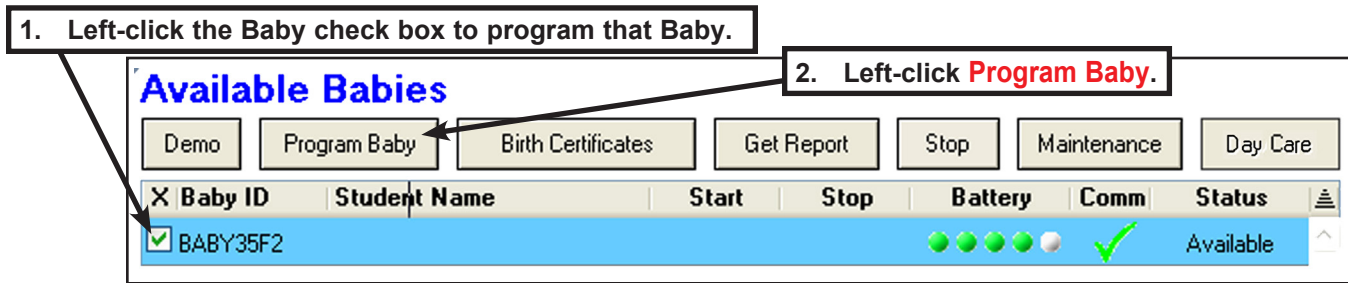 1. Left-click the Baby check box to program that Baby.
2. Left-click Program Baby.
Available Babies
Demo Program Baby Birth Certificates Get Report Stop Maintenance Day Care
X Baby ID Student Name Start Stop Battery Comm Status
BABY35F2 Available